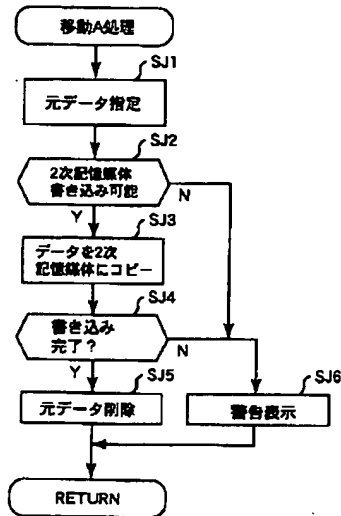 移動A処理
SJ1
元データ指定
SJ2
2次記憶媒体
書き込み可能
N
Y
SJ3
データを2次
記憶媒体にコピー
SJ4
書き込み
完了?
N
Y
SJ5
元データ削除
SJ6
警告表示
RETURN